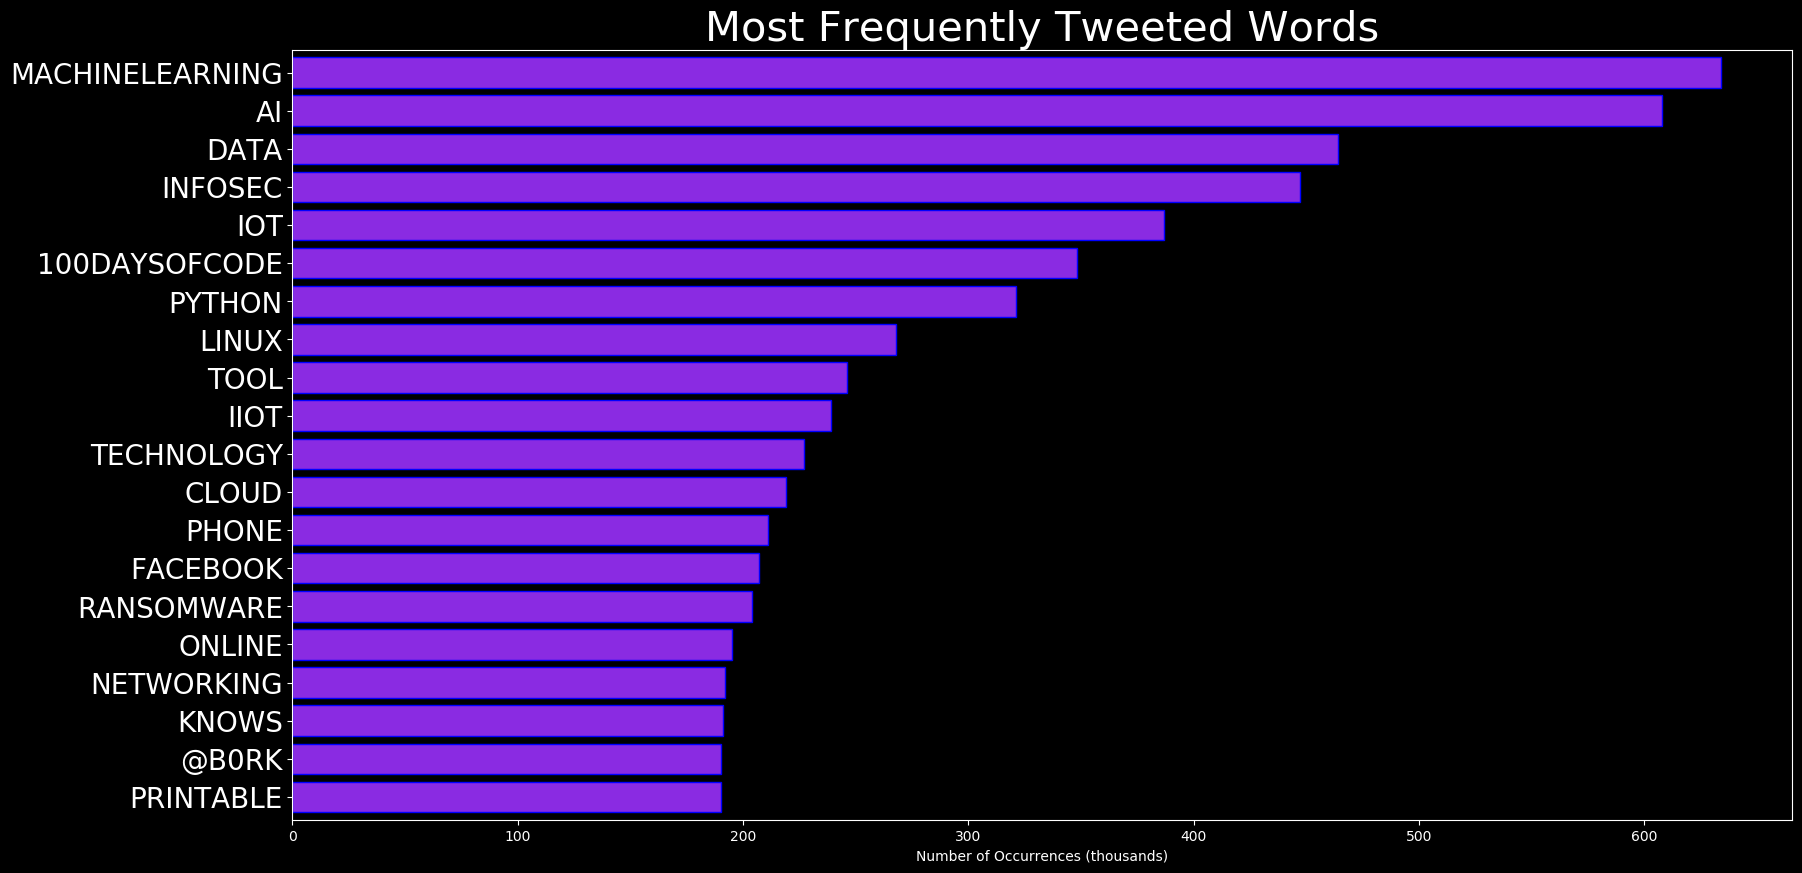 Most Frequently Tweeted Words
MACHINELEARNING
AI
DATA
INFOSEC
IOT
100DAYSOFCODE
PYTHON
LINUX
TOOL
IIOT
TECHNOLOGY
CLOUD
PHONE
FACEBOOK
RANSOMWARE
ONLINE
NETWORKING
KNOWS
@B0RK
PRINTABLE
0 100 200 300 400 500 600
Number of Occurrences (thousands)